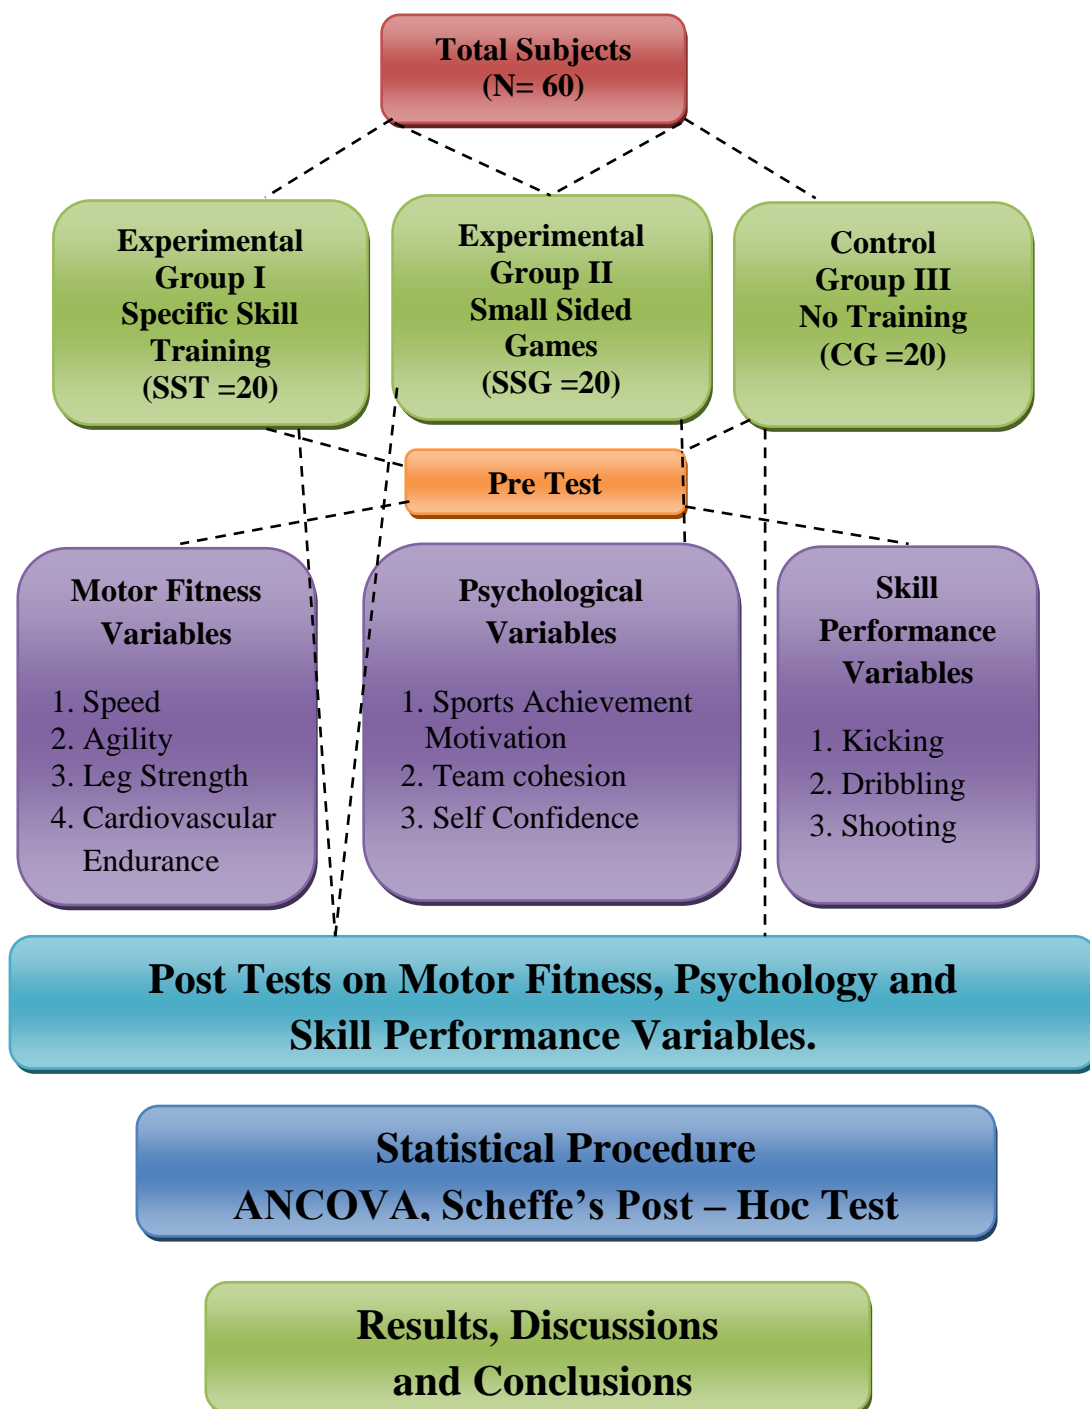 Total Subjects
(N= 60)
Experimental
Group I
Specific Skill
Training
(SST =20)
Experimental
Group II
Small Sided
Games
(SSG =20)
Control
Group III
No Training
(CG =20)
Pre Test
Motor Fitness
Variables
1. Speed
2. Agility
3. Leg Strength
4. Cardiovascular
Endurance
Psychological
Variables
1. Sports Achievement
Motivation
2. Team cohesion
3. Self Confidence
Skill
Performance
Variables
1. Kicking
2. Dribbling
3. Shooting
Post Tests on Motor Fitness, Psychology and
Skill Performance Variables.
Statistical Procedure
ANCOVA, Scheffe’s Post – Hoc Test
Results, Discussions
and Conclusions